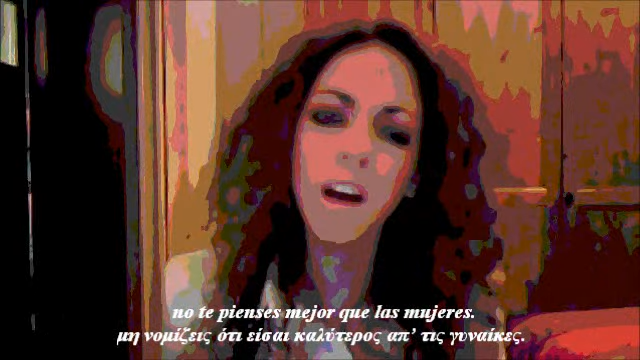 no te pienses mejor que las mujeres.
μη νομίζεις ότι είσαι καλύτερος απ’ τις γυναίκες.